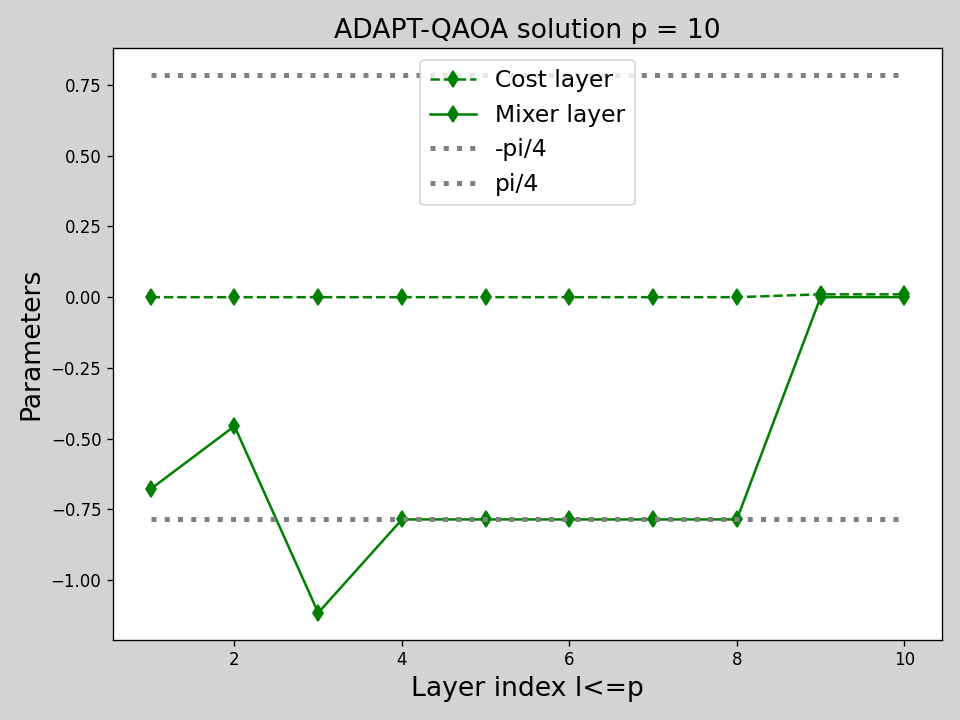 ADAPT-QAOA solution p = 10
Cost layer
Mixer layer
-pi/4
pi/4
0.75
0.50
0.25
0.00
−0.25
−0.50
−0.75
−1.00
Parameters
2 4 6 8 10
Layer index l<=p